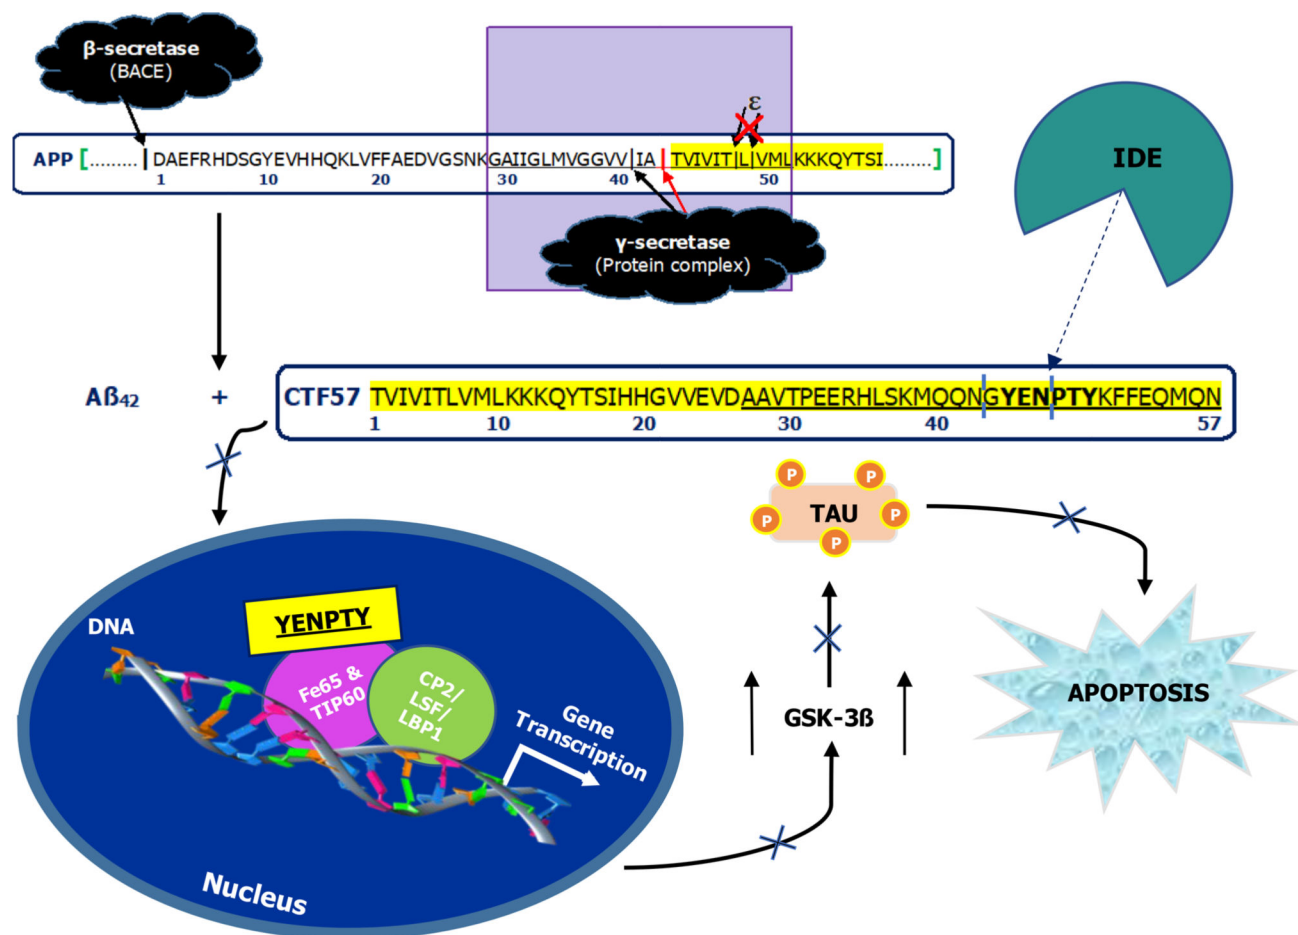 β-secretase
(BACE)
ε
APP [......... |DAEFRHDSGYEVHHQKLVFFAEDVGSNKGAIIGLMVGGVV|IA|TVIVIT|L|VMLKKKQYTSI.........]
1 10 20 30 40 50
γ-secretase
(Protein complex)
IDE
Aß42 +
CTF57 TVIVITLVMLKKKQYTSIHHGVVEVDAAVTPEERHLSKMQQNGYENPTYKFFEQMQN
1 10 20 30 40 57
P P
P TAU P
P
YENPTY
DNA
Fe65 &
TIP60
CP2/
LSF/
LBP1
Gene
Transcription
Nucleus
GSK-3ß
APOPTOSIS